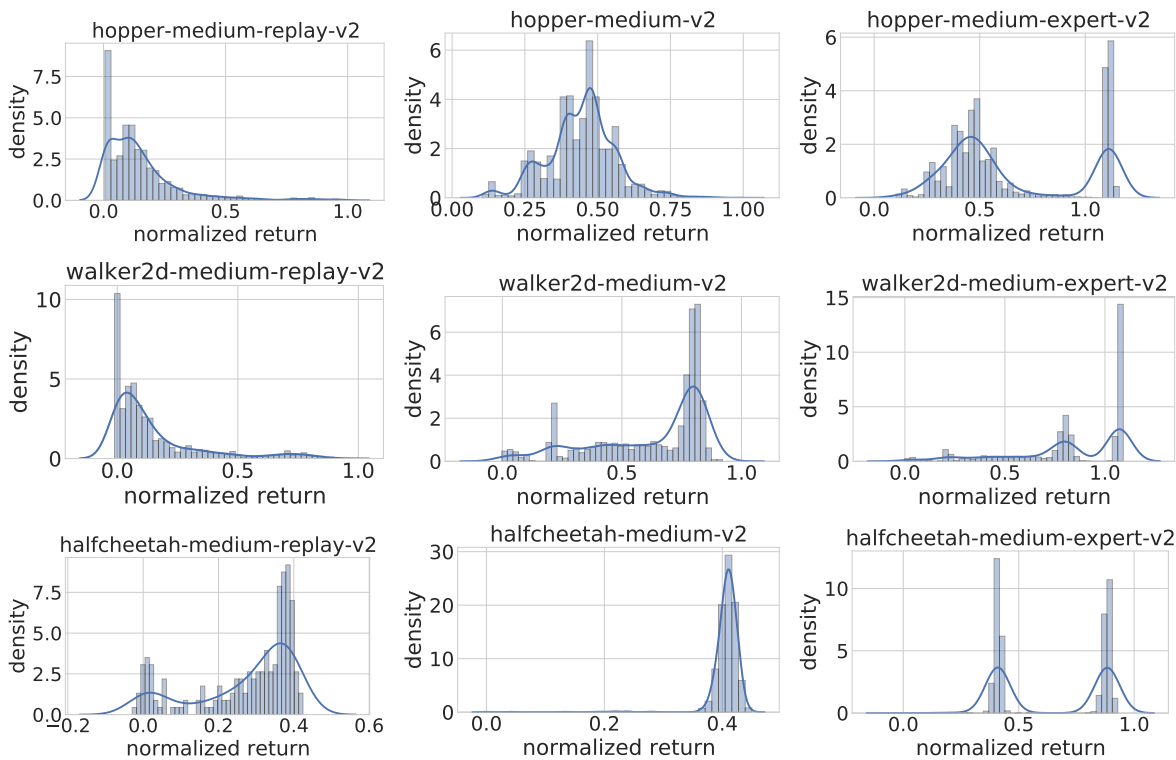 hopper-medium-replay-v2
density
7.5
5.0
2.5
0.0
0.0 0.5 1.0
normalized return
hopper-medium-v2
density
6
4
2
0
0.00 0.25 0.50 0.75 1.00
normalized return
hopper-medium-expert-v2
density
6
4
2
0
0.0 0.5 1.0
normalized return
walker2d-medium-replay-v2
density
10
5
0
0.0 0.5 1.0
normalized return
walker2d-medium-v2
density
6
4
2
0
0.0 0.5 1.0
normalized return
walker2d-medium-expert-v2
density
15
10
5
0
0.0 0.5 1.0
normalized return
halfcheetah-medium-replay-v2
density
7.5
5.0
2.5
0.0
−0.2 0.0 0.2 0.4 0.6
normalized return
halfcheetah-medium-v2
density
30
20
10
0
0.0 0.2 0.4
normalized return
halfcheetah-medium-expert-v2
density
10
5
0
0.0 0.5 1.0
normalized return